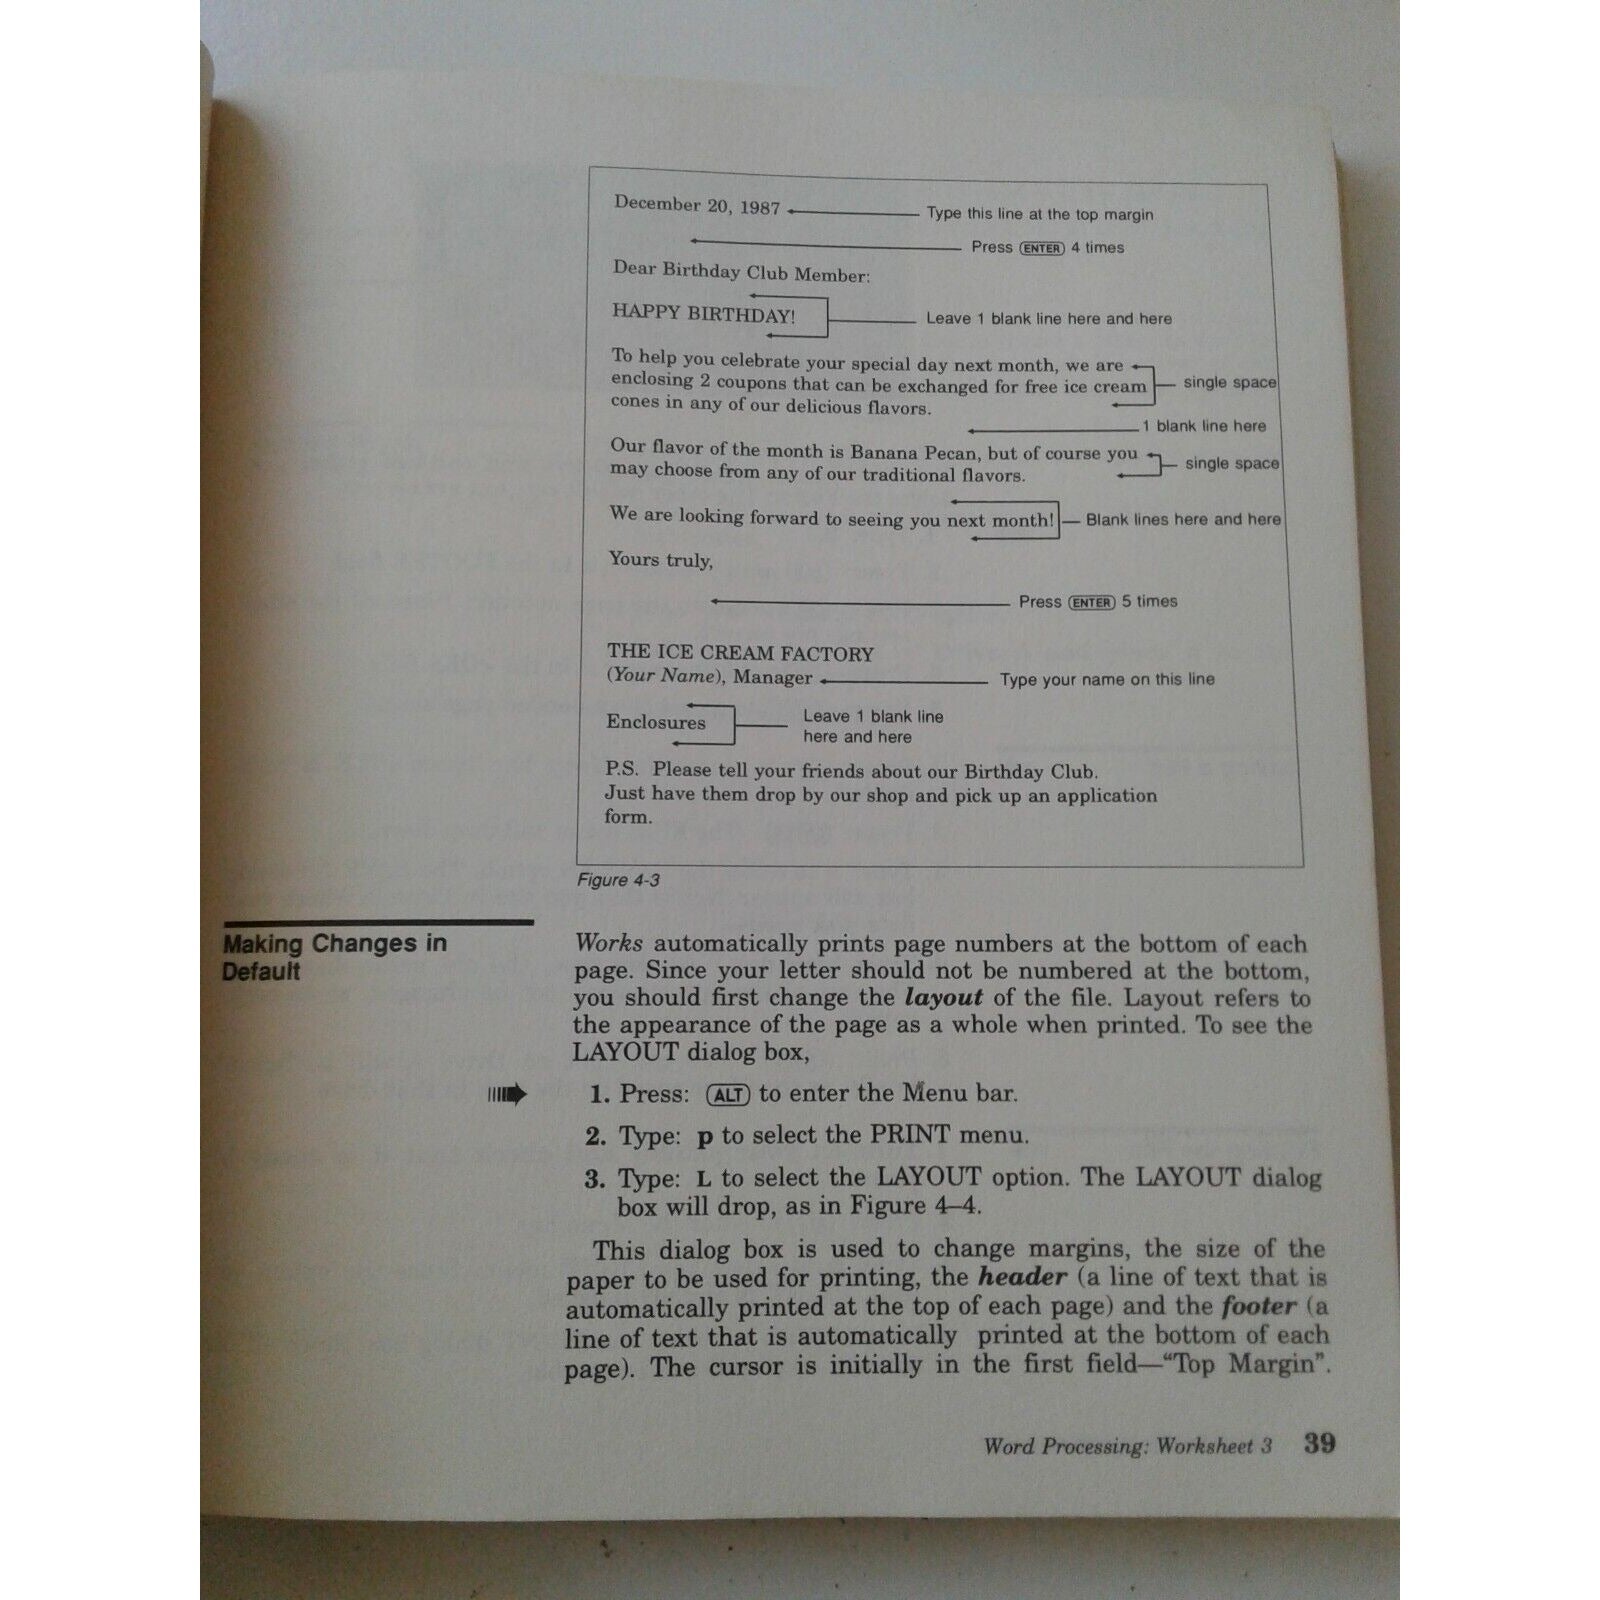 December 20, 1987 Type this line at the top margin
Press ENTER 4 times
Dear Birthday Club Member:
HAPPY BIRTHDAY! Leave 1 blank line here and here
To help you celebrate your special day next month, we are
enclosing 2 coupons that can be exchanged for free ice cream single space
cones in any of our delicious flavors.
1 blank line here
Our flavor of the month is Banana Pecan, but of course you
may choose from any of our traditional flavors. single space
We are looking forward to seeing you next month! Blank lines here and here
Yours truly,
Press ENTER 5 times
THE ICE CREAM FACTORY
(Your Name), Manager Type your name on this line
Enclosures Leave 1 blank line
here and here
P.S. Please tell your friends about our Birthday Club.
Just have them drop by our shop and pick up an application
form.
Figure 4-3
Making Changes in
Default
Works automatically prints page numbers at the bottom of each
page. Since your letter should not be numbered at the bottom,
you should first change the layout of the file. Layout refers to
the appearance of the page as a whole when printed. To see the
LAYOUT dialog box,
1. Press: ALT to enter the Menu bar.
2. Type: p to select the PRINT menu.
3. Type: L to select the LAYOUT option. The LAYOUT dialog
box will drop, as in Figure 4–4.
This dialog box is used to change margins, the size of the
paper to be used for printing, the header (a line of text that is
automatically printed at the top of each page) and the footer (a
line of text that is automatically printed at the bottom of each
page). The cursor is initially in the first field—“Top Margin”.
Word Processing: Worksheet 3 39